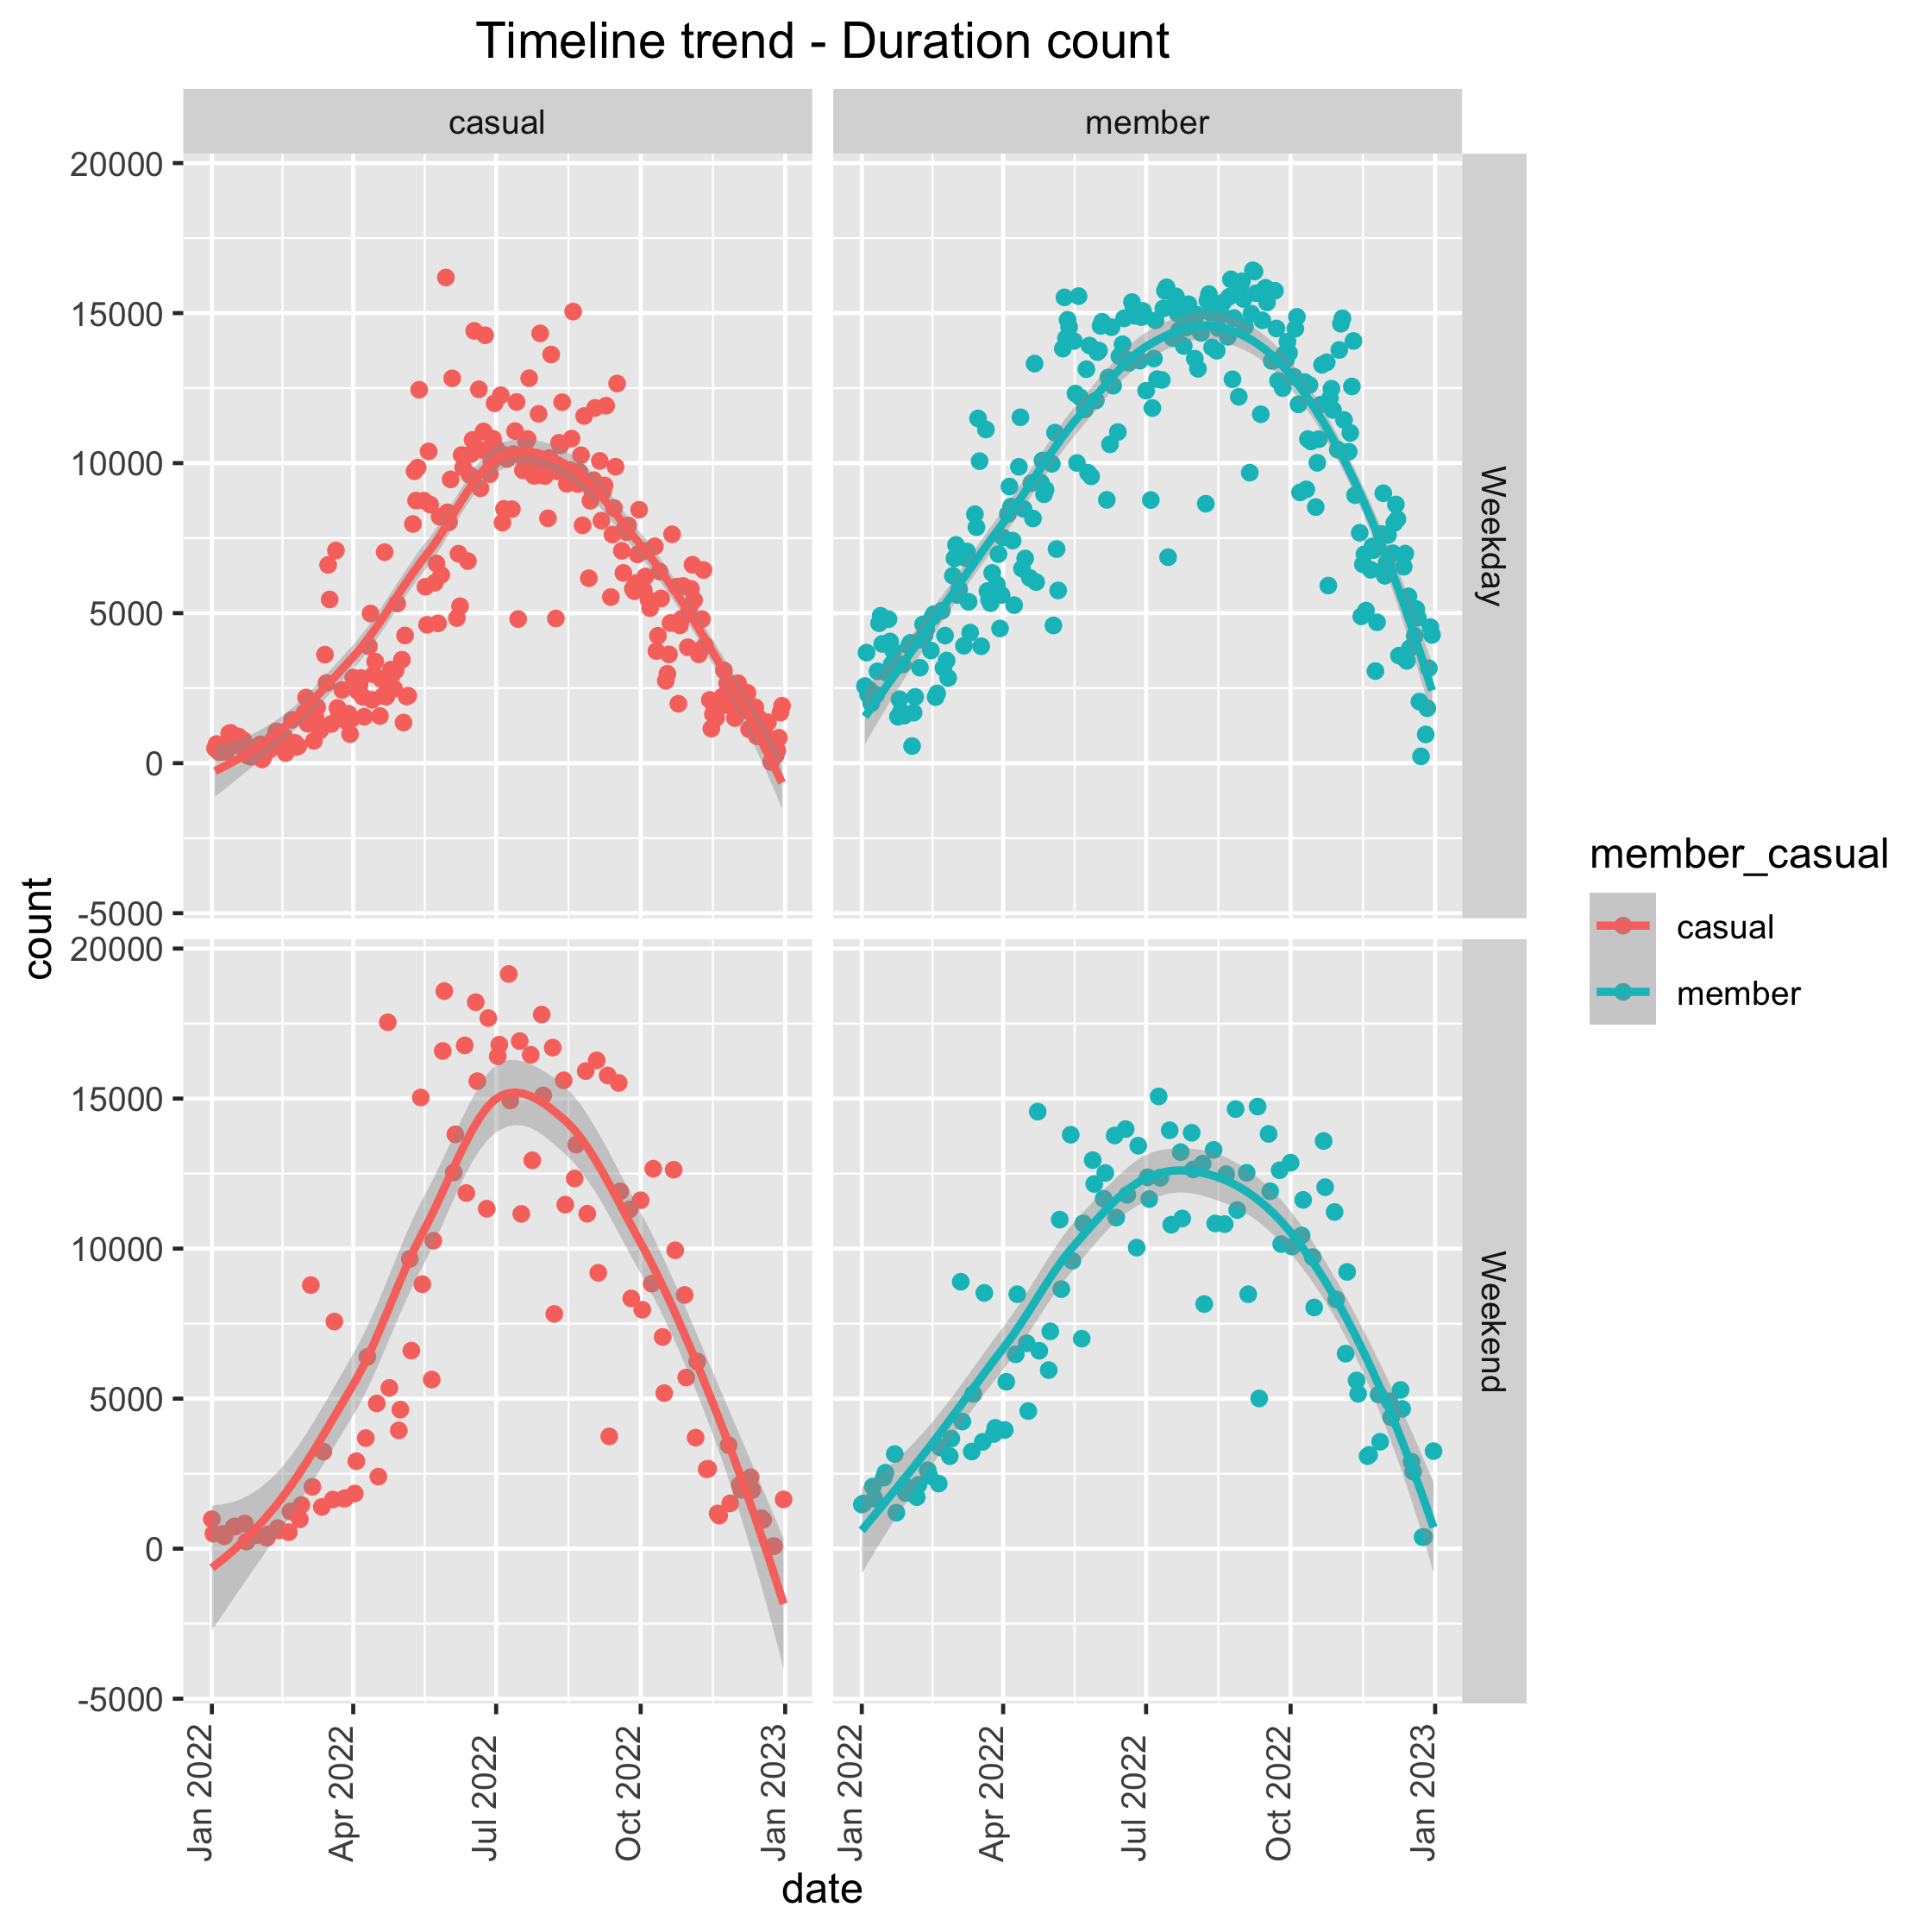 Timeline trend - Duration count
casual
member
20000
15000
10000
5000
0
-5000
Weekday
20000
15000
10000
5000
0
-5000
Weekend
count
Jan 2022
Apr 2022
Jul 2022
Oct 2022
Jan 2023
Jan 2022
Apr 2022
Jul 2022
Oct 2022
Jan 2023
date
member_casual
casual
member